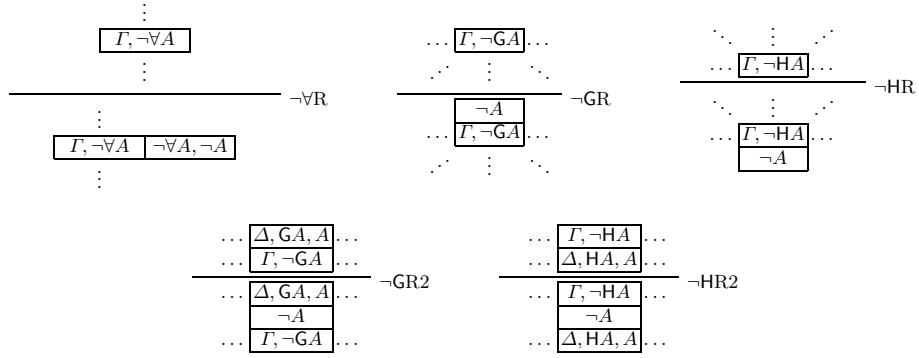 ⋮
Γ, ¬∀A
⋮
¬∀R
⋮
Γ, ¬∀A ¬∀A, ¬A
⋮
... Γ, ¬GA ...
⋰ ⋮ ⋱
¬GR
¬A
... Γ, ¬GA ...
⋰ ⋮ ⋱
⋱ ⋮ ⋰
... Γ, ¬HA ...
¬HR
⋱ ⋮ ⋰
... Γ, ¬HA ...
¬A
... Δ, GA, A ...
... Γ, ¬GA ...
¬GR2
... Δ, GA, A ...
¬A
... Γ, ¬GA ...
... Γ, ¬HA ...
... Δ, HA, A ...
¬HR2
... Γ, ¬HA ...
¬A
... Δ, HA, A ...